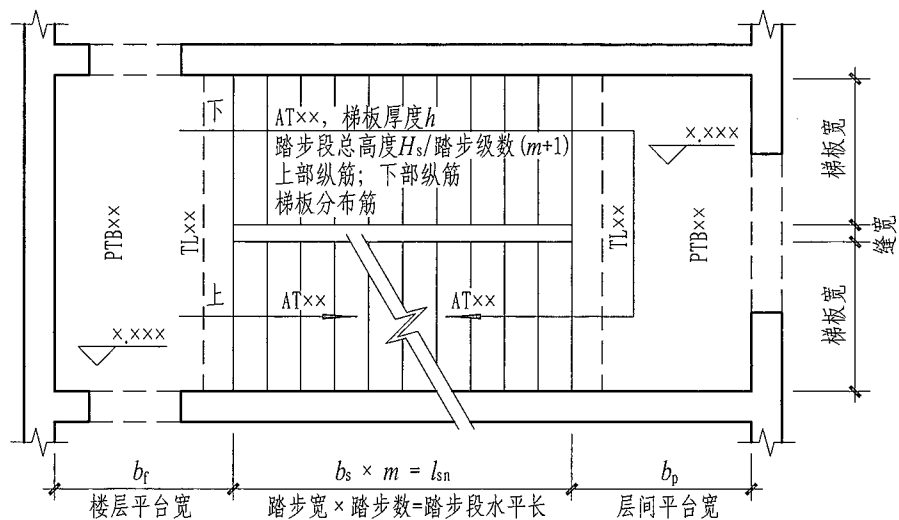 下
AT××，梯板厚度h
踏步段总高度Hs/踏步级数(m+1)
上部纵筋；下部纵筋
梯板分布筋
x.xxx
PTB××
TL××
TL××
PTB××
梯板宽
缝宽
梯板宽
上
AT××
AT××
x.xxx
bf
bs × m = lsn
bp
楼层平台宽
踏步宽×踏步数=踏步段水平长
层间平台宽